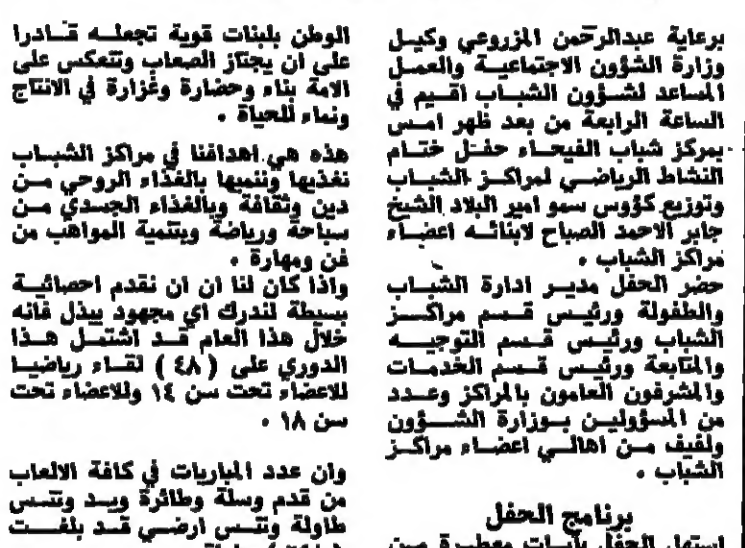 برعاية عبدالرحمن المزروعي وكيل
وزارة الشؤون الاجتماعية والعمل
المساعد لشؤون الشباب اقيم في
الساعة الرابعة من بعد ظهر امس
بمركز شباب الفيحاء حفل ختام
النشاط الرياضي لمراكز الشباب
وتوزيع كؤوس سمو امير البلاد الشيخ
جابر الاحمد الصباح لابنائه اعضاء
مراكز الشباب .
حضر الحفل مدير ادارة الشباب
والطفولة ورئيس قسم مراكز
الشباب ورئيس قسم التوجيه
والمتابعة ورئيس قسم الخدمات
والمشرفون العامون بالمراكز وعدد
من المسؤولين بوزارة الشؤون
ولفيف من اهالي اعضاء مراكز
الشباب .
برنامج الحفل
استهل الحفل بآيات معطرة من
الوطن بلبنات قوية تجعله قادرا
على ان يجتاز الصعاب وتنعكس على
الامة بناء وحضارة وغزارة في الانتاج
ونماء للحياة .
هذه هي اهدافنا في مراكز الشباب
نغذيها وننميها بالغذاء الروحي من
دين وثقافة وبالغذاء الجسدي من
سباحة ورياضة وبتنمية المواهب من
فن ومهارة .
واذا كان لنا ان ان نقدم احصائية
بسيطة لندرك اي مجهود يبذل فانه
خلال هذا العام قد اشتمل هذا
الدوري على ( ٤٨ ) لقاء رياضيا
للاعضاء تحت سن ١٤ وللاعضاء تحت
سن ١٨ .
وان عدد المباريات في كافة الالعاب
من قدم وسلة وطائرة ويد وتنس
طاولة وتنس ارضي قد بلغت